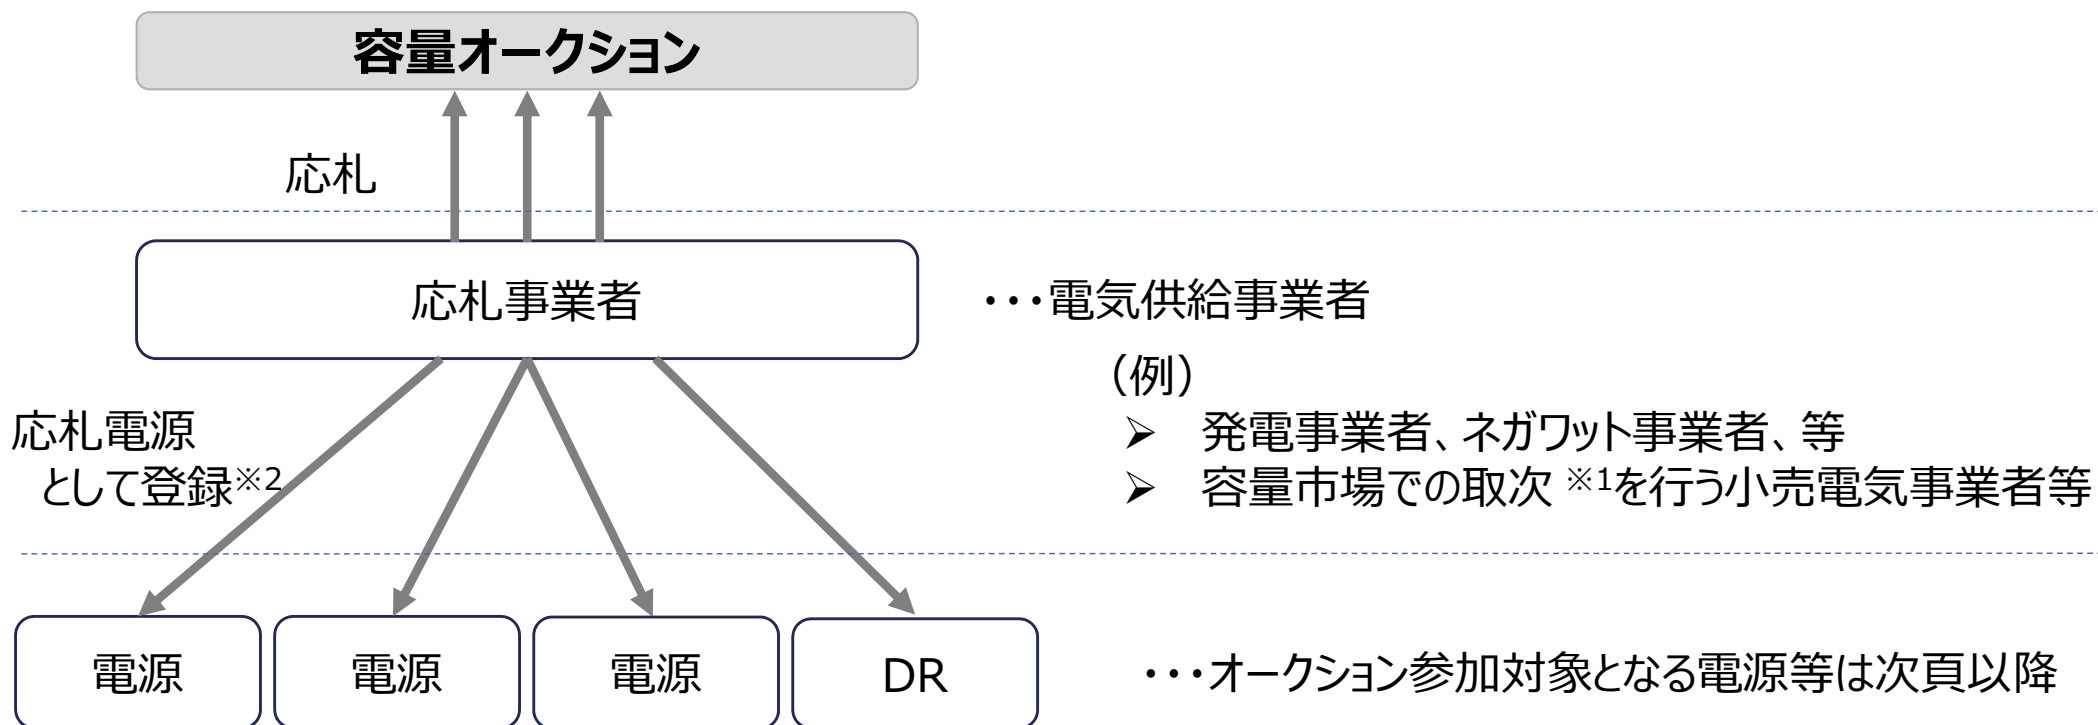 容量オークション
応札
応札事業者
・・・電気供給事業者
（例）
➢ 発電事業者、ネガワット事業者、等
➢ 容量市場での取次 ※1を行う小売電気事業者等
応札電源
として登録※2
電源
電源
電源
DR
・・・オークション参加対象となる電源等は次頁以降